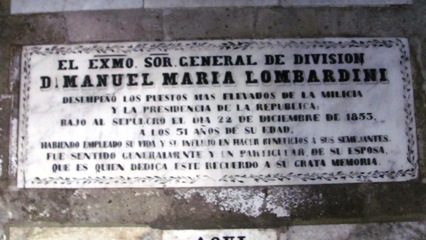 EL EXMO. SOR. GENERAL DE DIVISION
D. MANUEL MARIA LOMBARDINI
DESEMPEÑO LOS PUESTOS MAS ELEVADOS DE LA MILICIA
Y LA PRESIDENCIA DE LA REPUBLICA:
BAJO AL SEPULCRO EL DIA 22 DE DICIEMBRE DE 1853,
A LOS 51 AÑOS DE SU EDAD.
HABIENDO EMPLEADO SU VIDA Y SU INFLUJO EN HACER BENEFICIOS A SUS SEMEJANTES.
FUE SENTIDO GENERALMENTE Y EN PARTICULAR DE SU ESPOSA,
QUE ES QUIEN DEDICA ESTE RECUERDO A SU GRATA MEMORIA.
AQUI